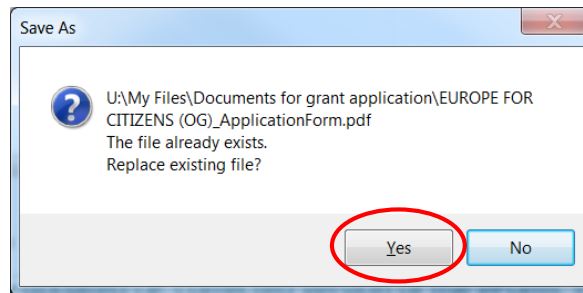 Save As
U:\My Files\Documents for grant application\EUROPE FOR
CITIZENS (OG)_ApplicationForm.pdf
The file already exists.
Replace existing file?
Yes
No